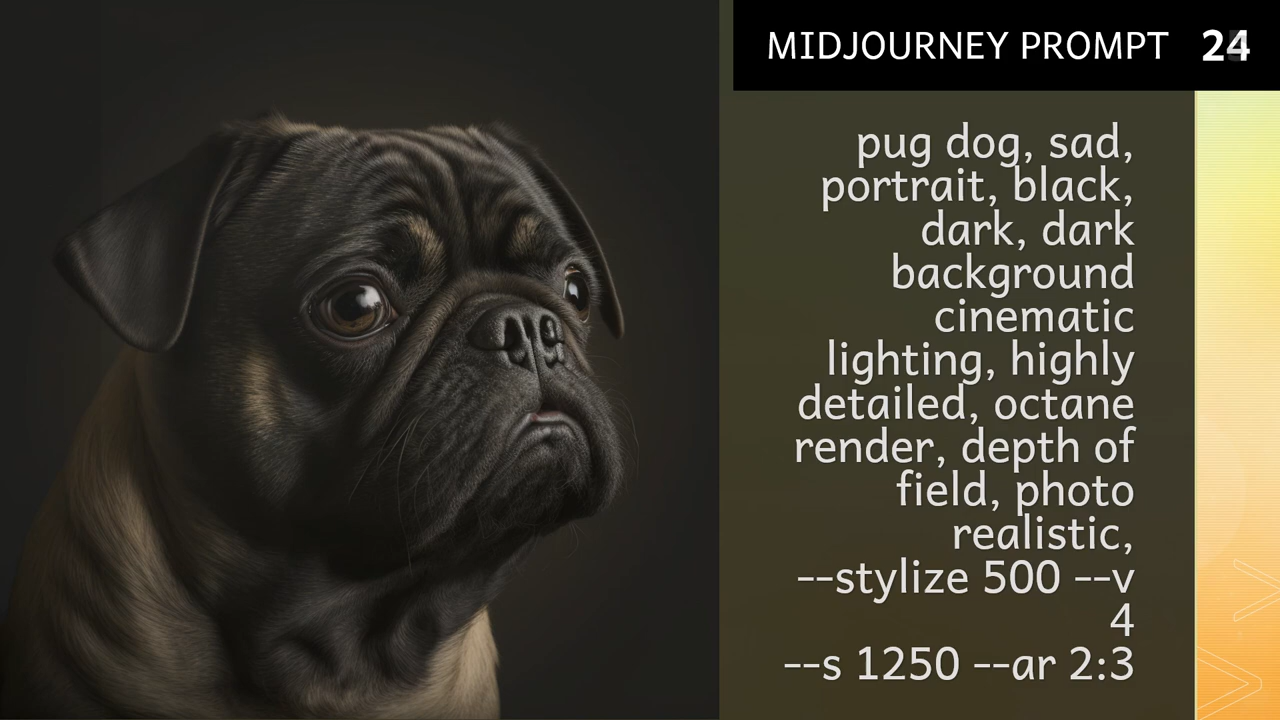 MIDJOURNEY PROMPT 24
pug dog, sad,
portrait, black,
dark, dark
background
cinematic
lighting, highly
detailed, octane
render, depth of
field, photo
realistic,
--stylize 500 --v
4
--s 1250 --ar 2:3